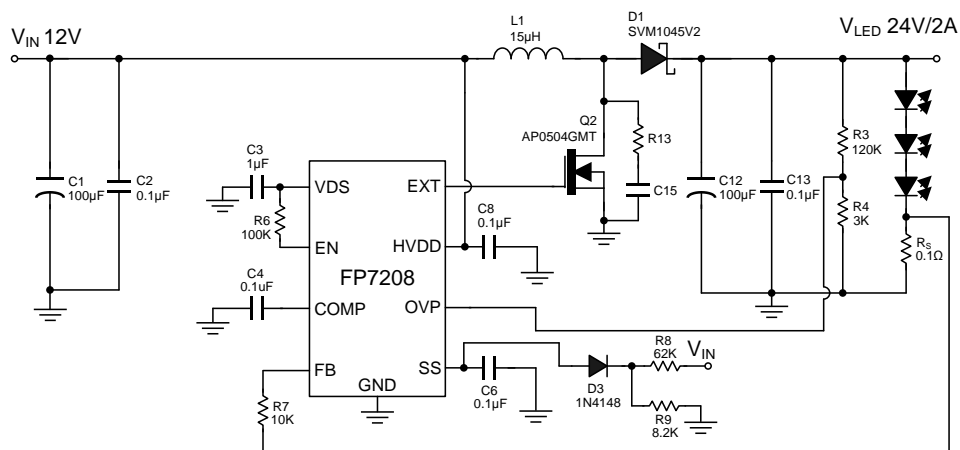 V_IN 12V
L1
15µH
D1
SVM1045V2
V_LED 24V/2A
Q2
AP0504GMT
R13
R3
120K
C3
1µF
VDS
EXT
C1
100µF
C2
0.1µF
C15
C12
100µF
C13
0.1µF
R4
3K
R6
100K
C8
0.1µF
EN
HVDD
R_S
0.1Ω
FP7208
C4
0.1uF
COMP
OVP
R8
62K
V_IN
FB
SS
GND
C6
0.1µF
D3
1N4148
R7
10K
R9
8.2K